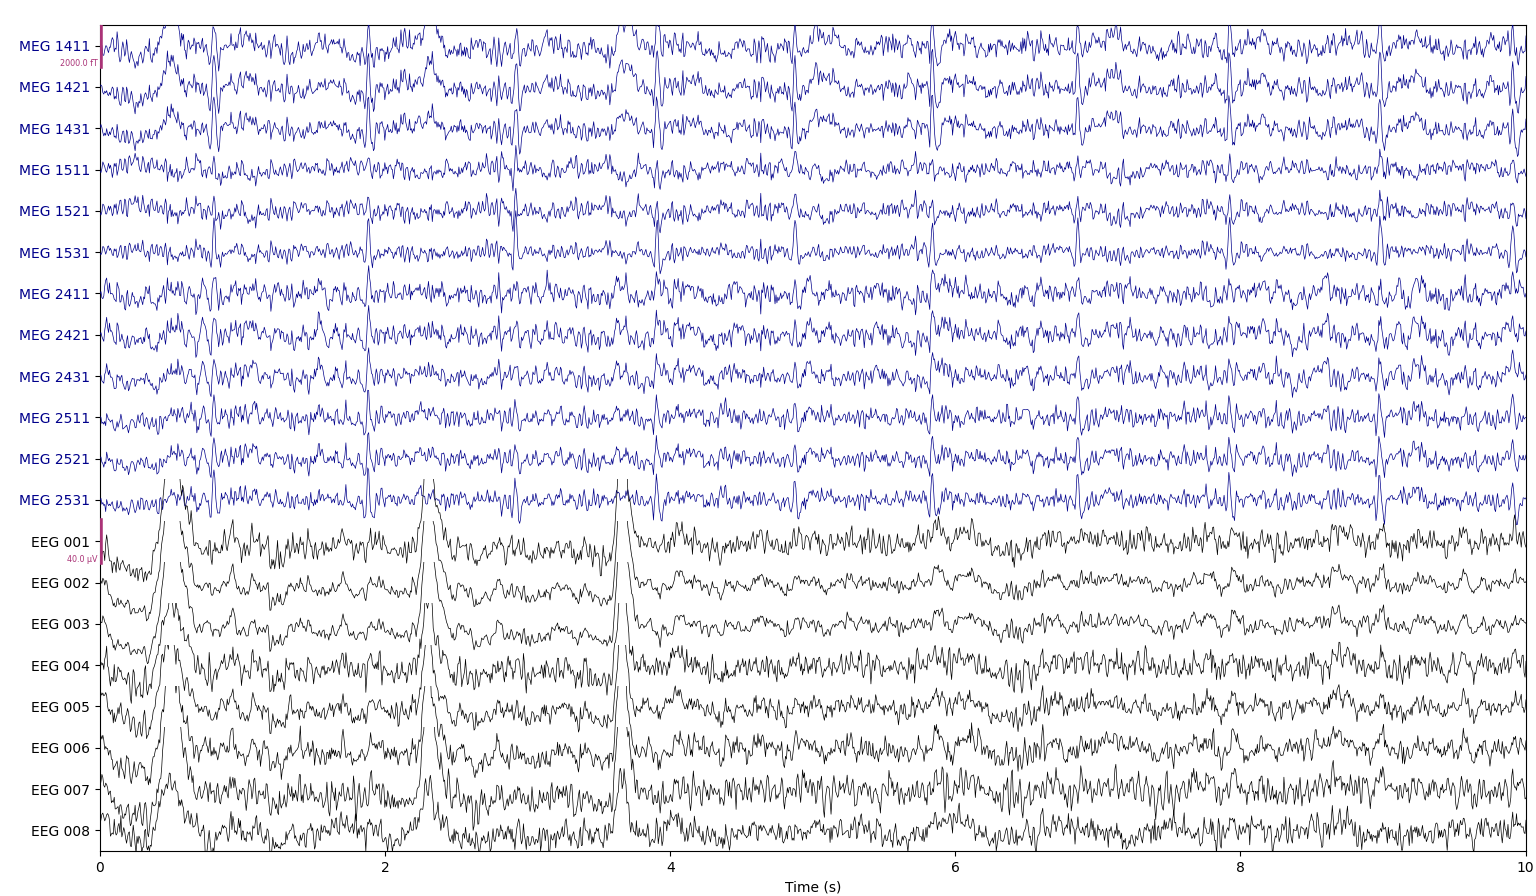 MEG 1411
2000.0 fT
MEG 1421
MEG 1431
MEG 1511
MEG 1521
MEG 1531
MEG 2411
MEG 2421
MEG 2431
MEG 2511
MEG 2521
MEG 2531
EEG 001
40.0 µV
EEG 002
EEG 003
EEG 004
EEG 005
EEG 006
EEG 007
EEG 008
0 2 4 6 8 10
Time (s)